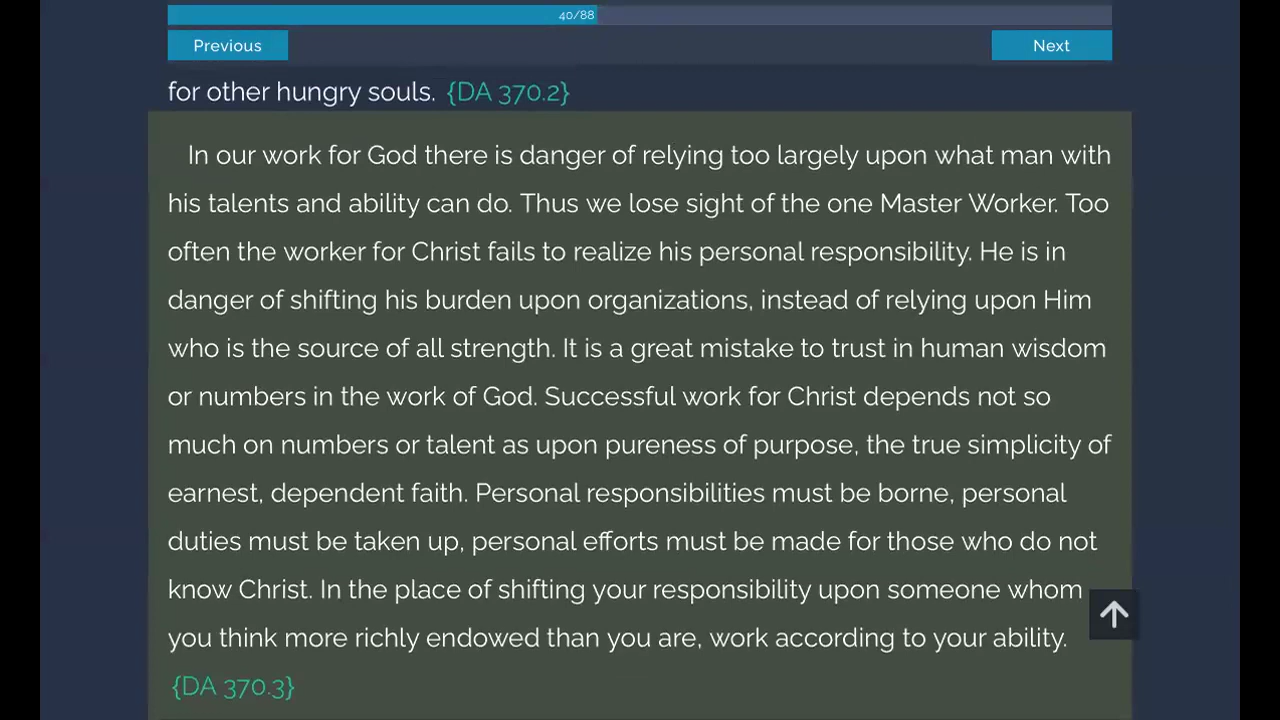 40/88
Previous
Next
for other hungry souls. {DA 370.2}
In our work for God there is danger of relying too largely upon what man with
his talents and ability can do. Thus we lose sight of the one Master Worker. Too
often the worker for Christ fails to realize his personal responsibility. He is in
danger of shifting his burden upon organizations, instead of relying upon Him
who is the source of all strength. It is a great mistake to trust in human wisdom
or numbers in the work of God. Successful work for Christ depends not so
much on numbers or talent as upon pureness of purpose, the true simplicity of
earnest, dependent faith. Personal responsibilities must be borne, personal
duties must be taken up, personal efforts must be made for those who do not
know Christ. In the place of shifting your responsibility upon someone whom
you think more richly endowed than you are, work according to your ability.
{DA 370.3}